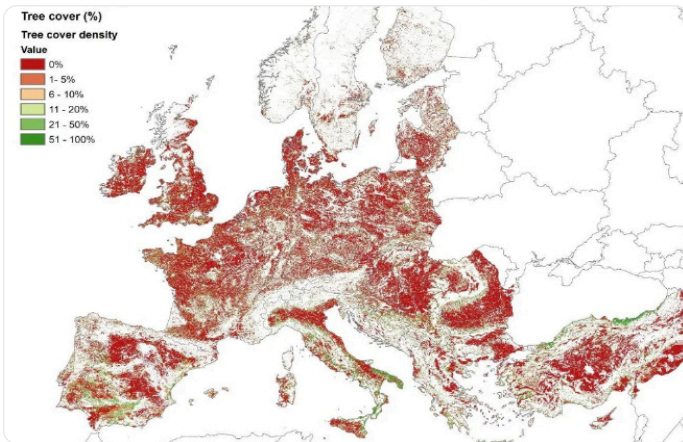 Tree cover (%)
Tree cover density
Value
0%
1- 5%
6 - 10%
11 - 20%
21 - 50%
51 - 100%